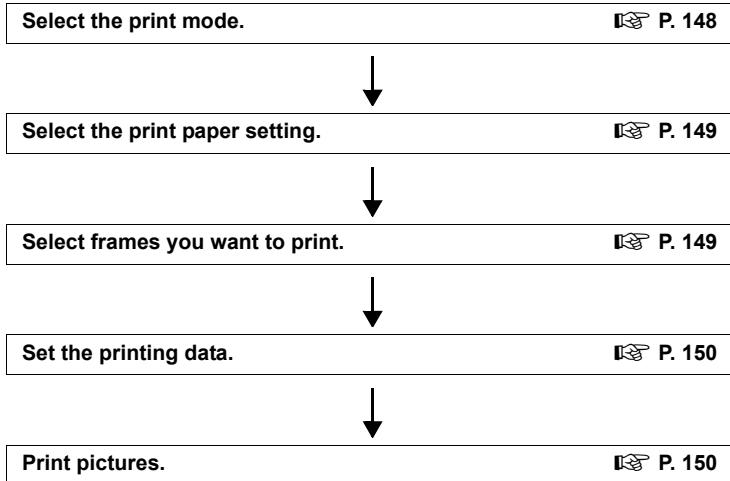 Select the print mode. ☞ P. 148
Select the print paper setting. ☞ P. 149
Select frames you want to print. ☞ P. 149
Set the printing data. ☞ P. 150
Print pictures. ☞ P. 150